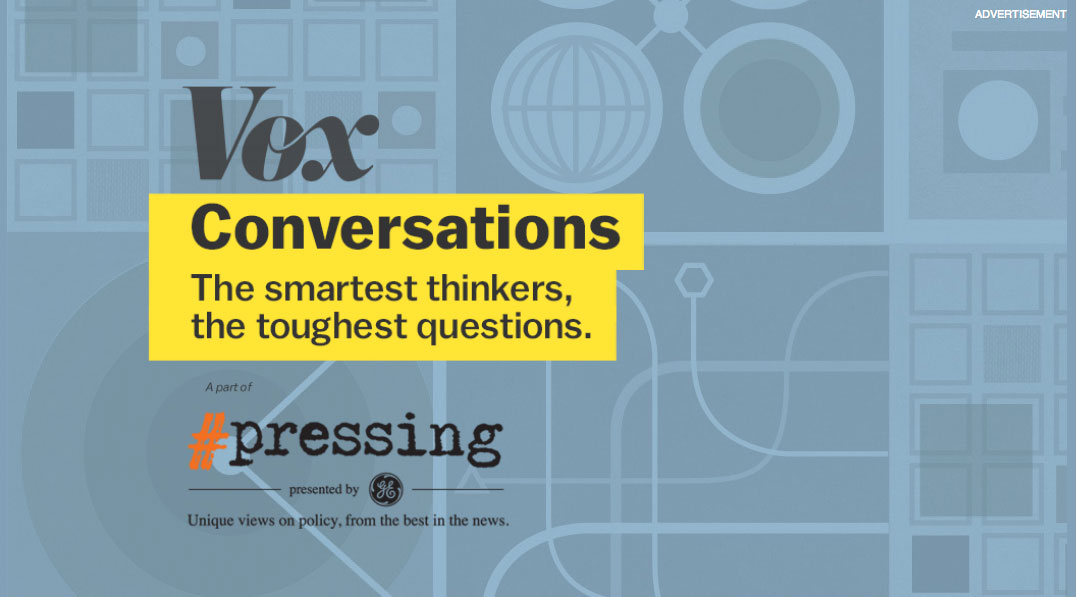 ADVERTISEMENT
Vox
Conversations
The smartest thinkers,
the toughest questions.
A part of
#pressing
presented by GE
Unique views on policy, from the best in the news.